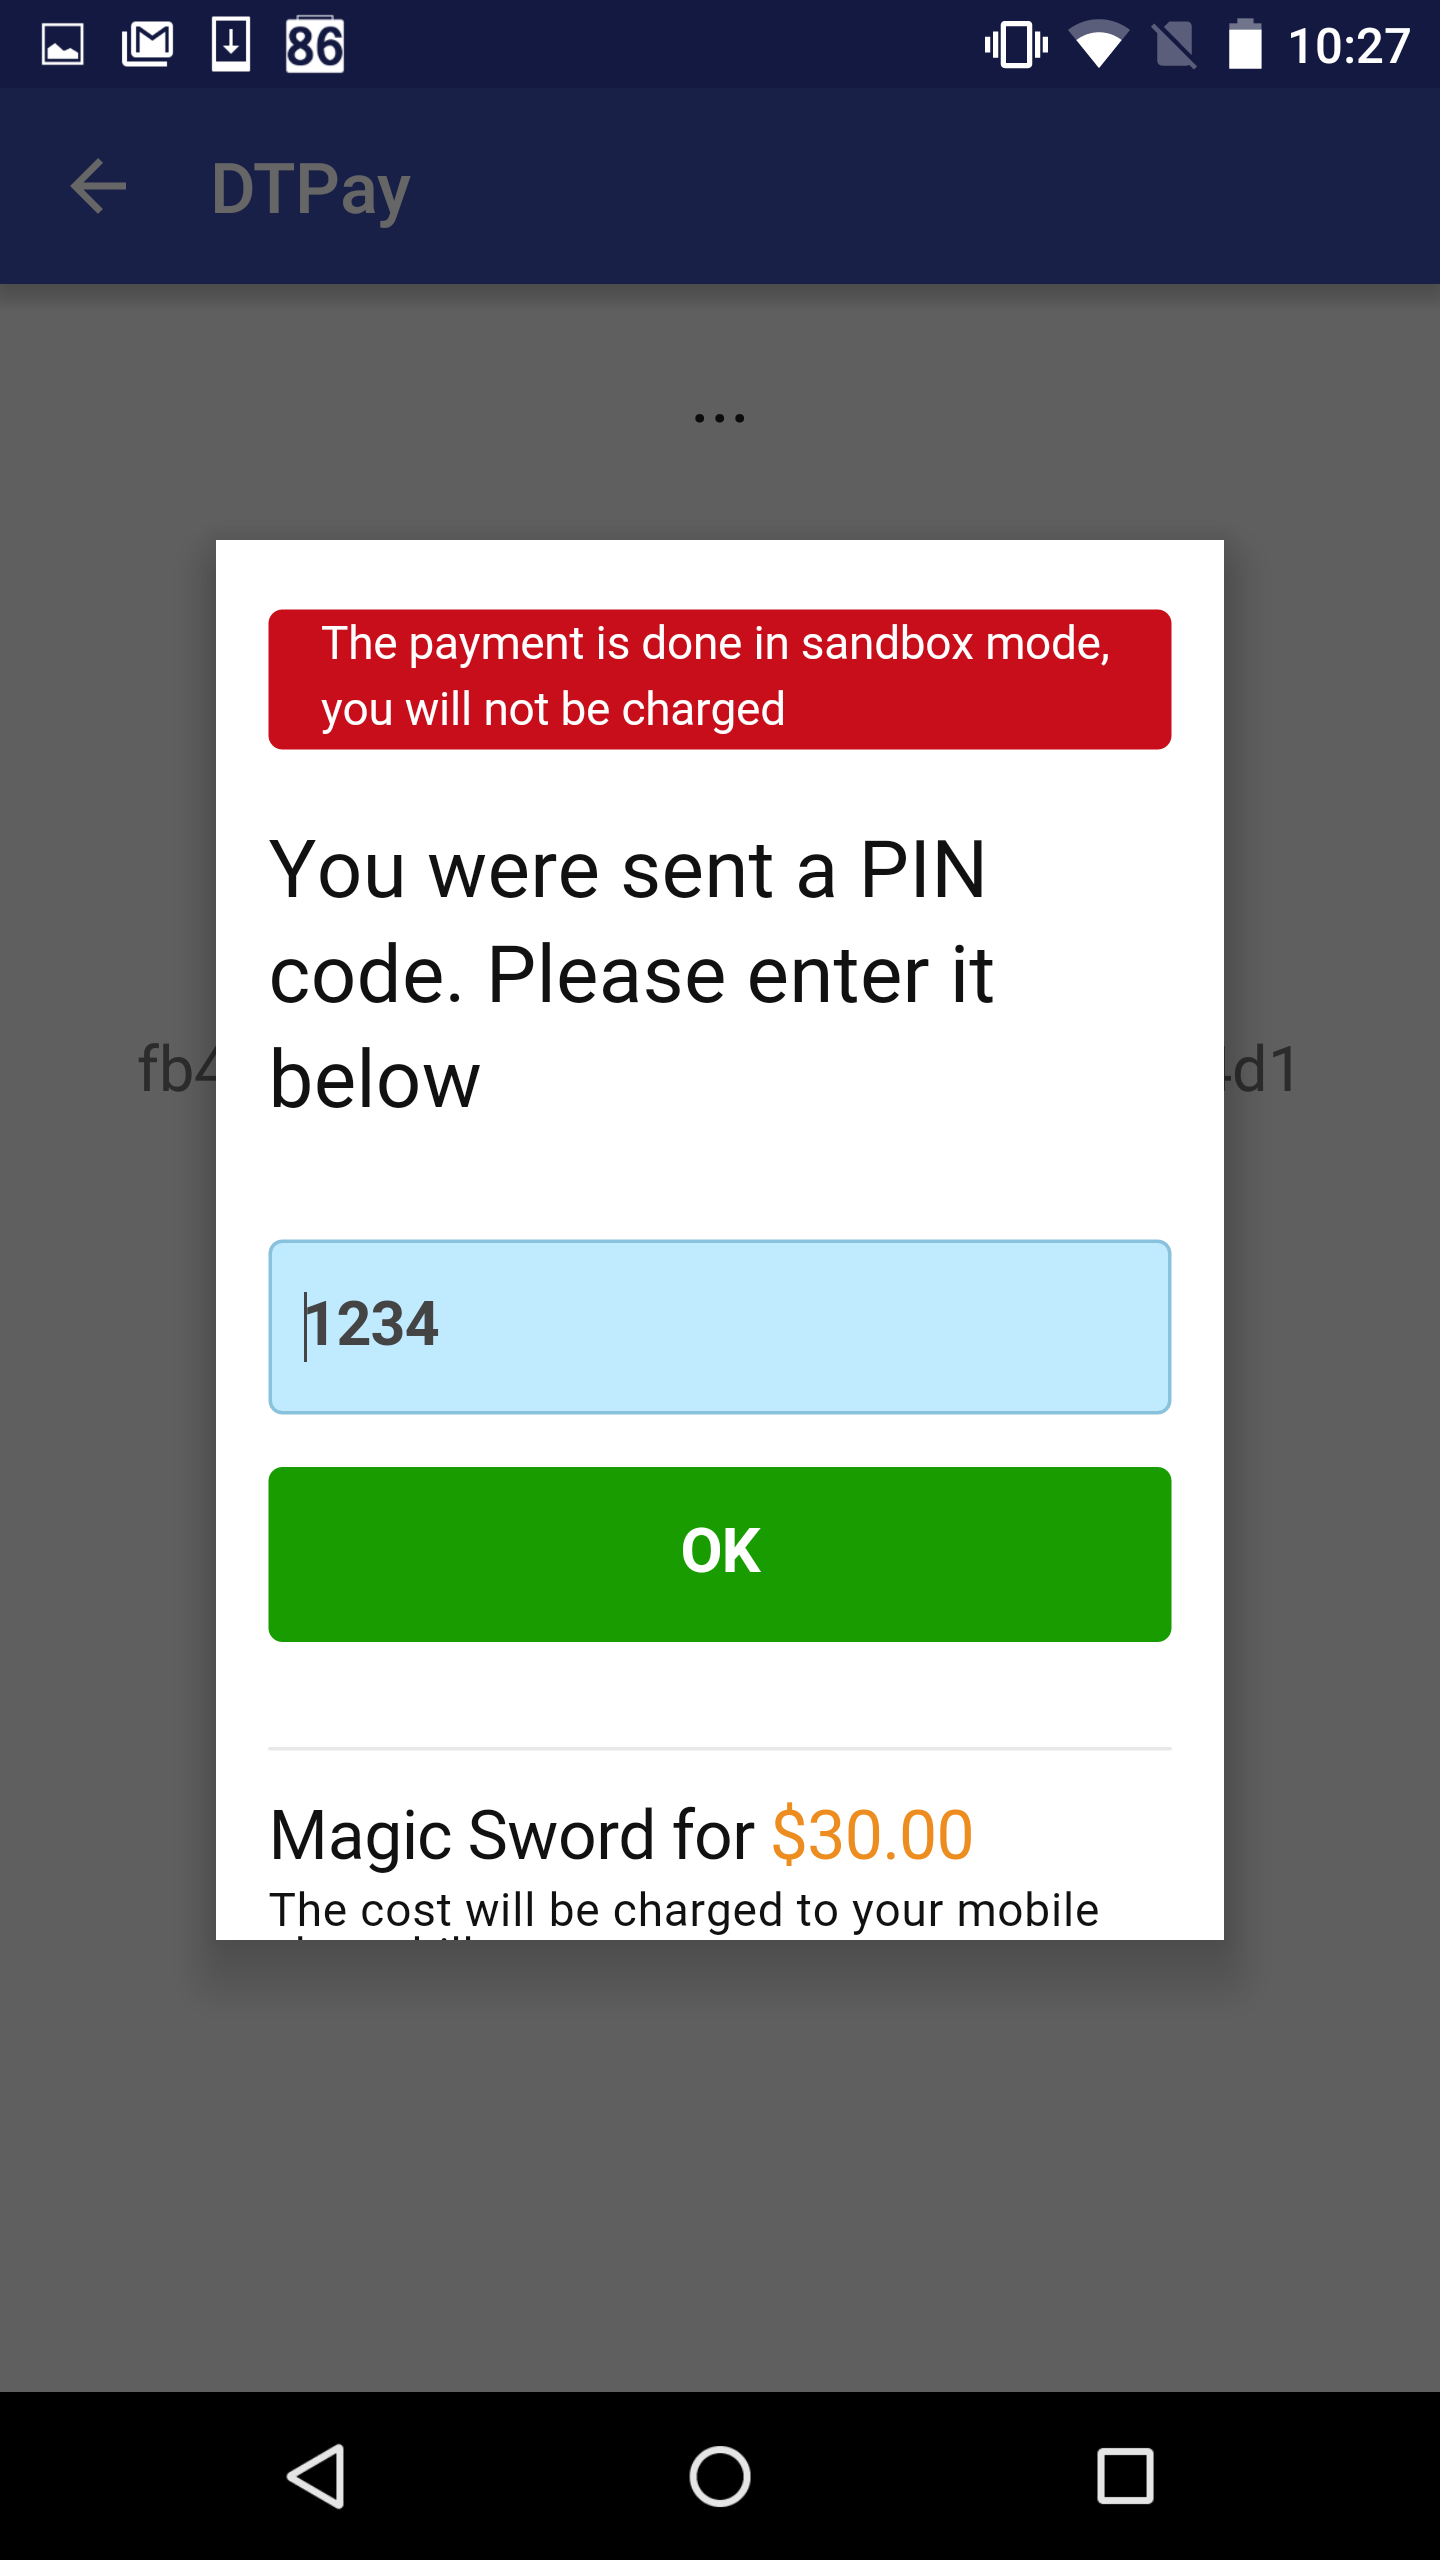 86
10:27
DTPay
...
The payment is done in sandbox mode,
you will not be charged
You were sent a PIN
code. Please enter it
below
fb4
d1
1234
OK
Magic Sword for $30.00
The cost will be charged to your mobile